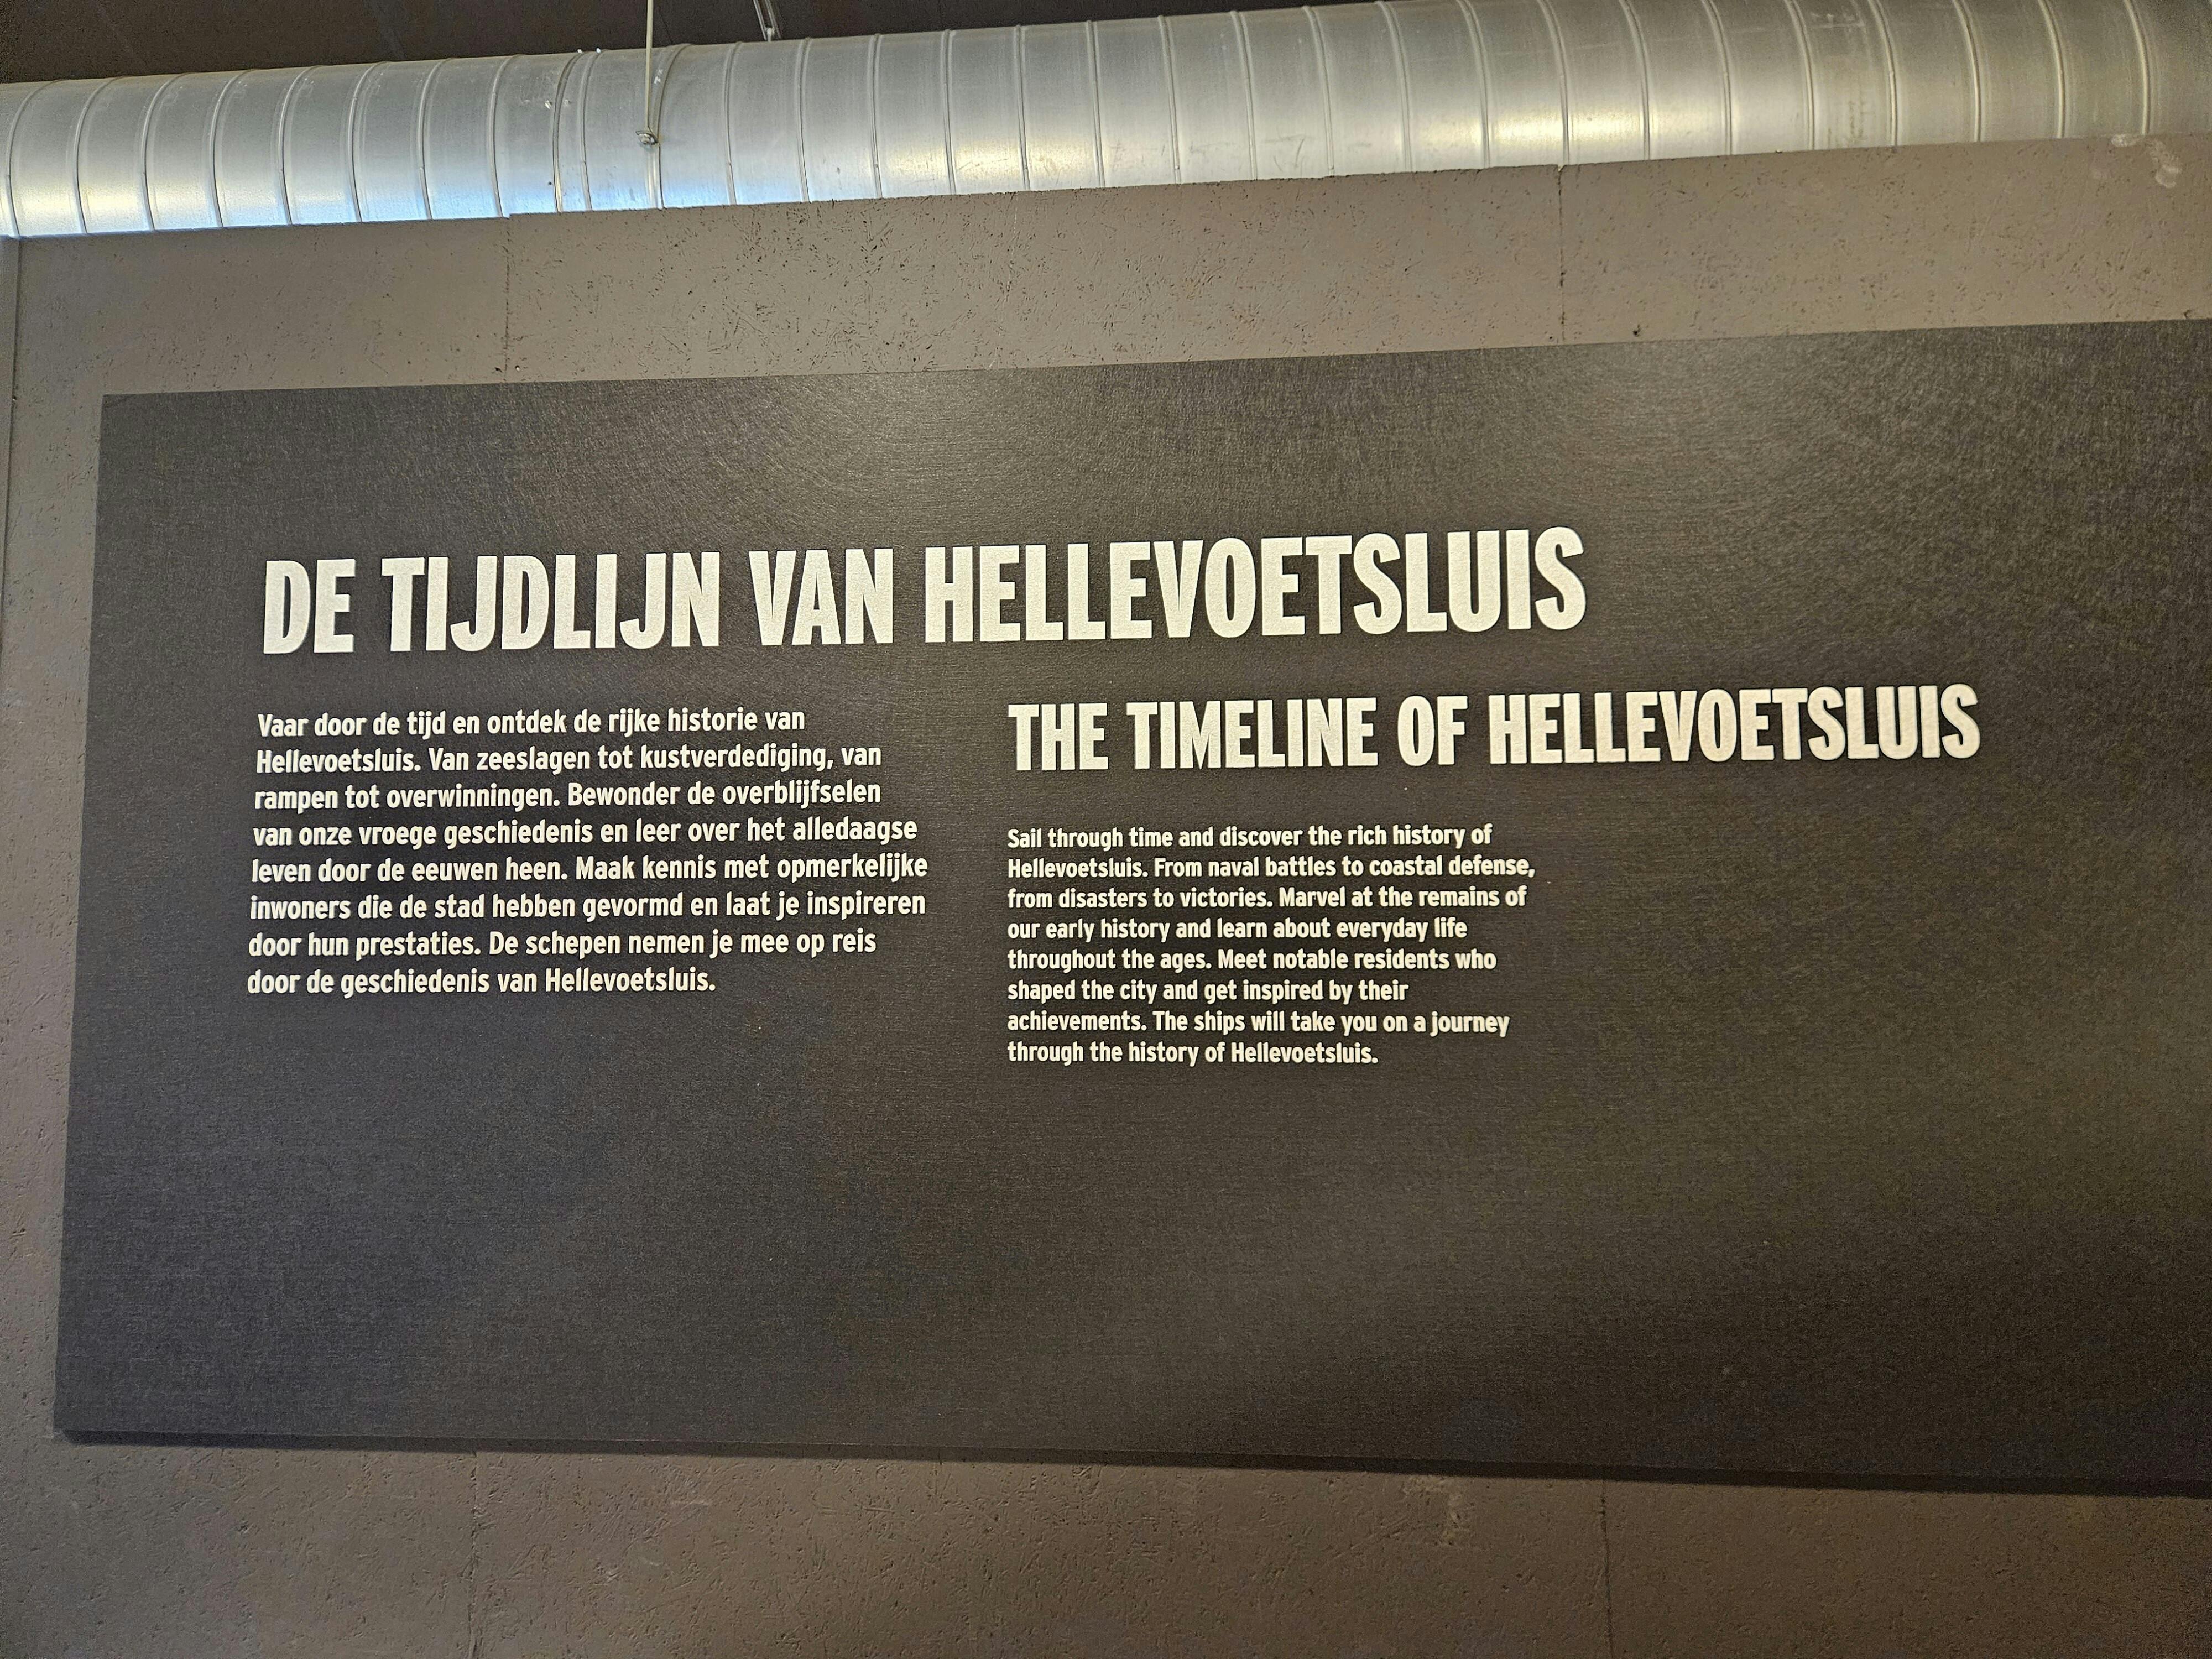 DE TIJDLIJN VAN HELLEVOETSLUIS
Vaar door de tijd en ontdek de rijke historie van
Hellevoetsluis. Van zeeslagen tot kustverdediging, van
rampen tot overwinningen. Bewonder de overblijfselen
van onze vroege geschiedenis en leer over het alledaagse
leven door de eeuwen heen. Maak kennis met opmerkelijke
inwoners die de stad hebben gevormd en laat je inspireren
door hun prestaties. De schepen nemen je mee op reis
door de geschiedenis van Hellevoetsluis.
THE TIMELINE OF HELLEVOETSLUIS
Sail through time and discover the rich history of
Hellevoetsluis. From naval battles to coastal defense,
from disasters to victories. Marvel at the remains of
our early history and learn about everyday life
throughout the ages. Meet notable residents who
shaped the city and get inspired by their
achievements. The ships will take you on a journey
through the history of Hellevoetsluis.